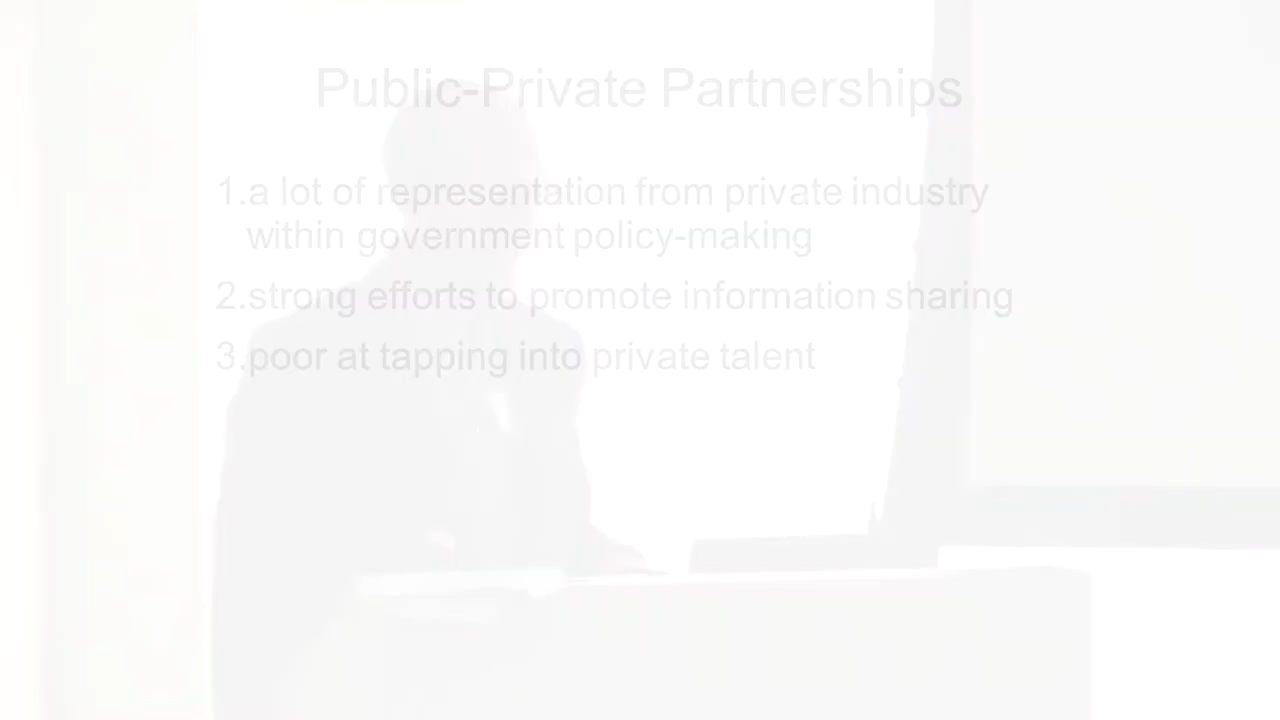 Public-Private Partnerships
1.a lot of representation from private industry
within government policy-making
2.strong efforts to promote information sharing
3.poor at tapping into private talent